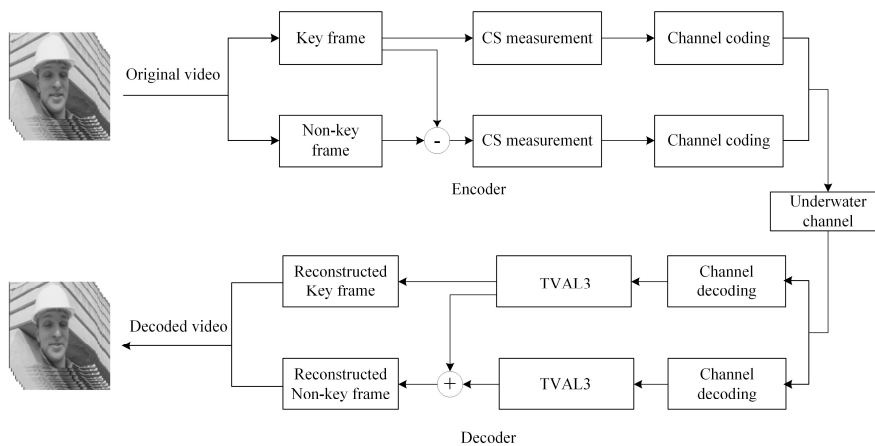 Key frame
CS measurement
Channel coding
Original video
Non-key
frame
-
CS measurement
Channel coding
Encoder
Underwater
channel
Reconstructed
Key frame
TVAL3
Channel
decoding
Decoded video
Reconstructed
Non-key frame
+
TVAL3
Channel
decoding
Decoder